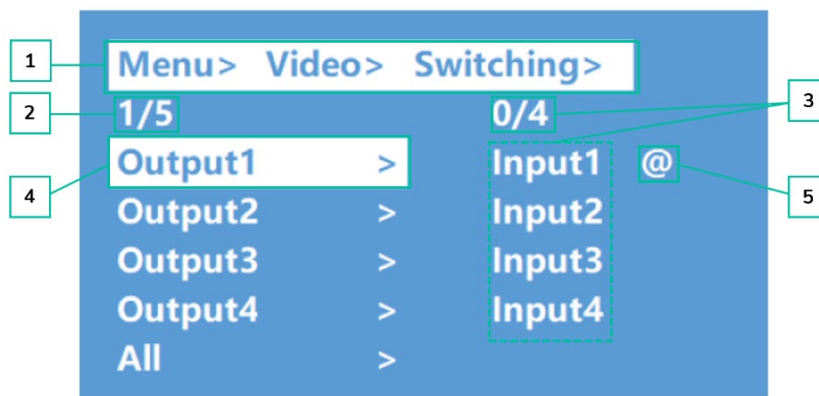 1 Menu> Video> Switching>
2 1/5 0/4 3
Output1 > Input1 @
4 Output2 > Input2 5
Output3 > Input3
Output4 > Input4
All >